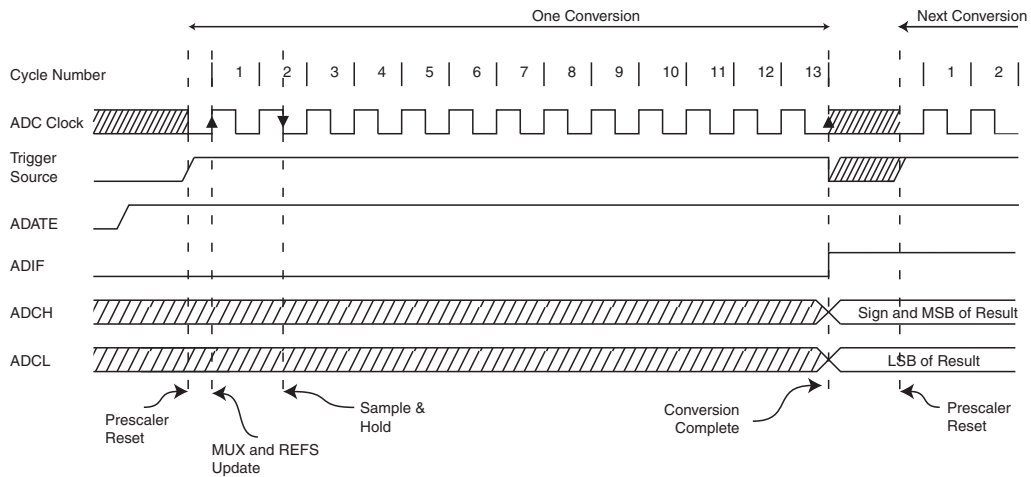 One Conversion
Next Conversion
Cycle Number
1 2 3 4 5 6 7 8 9 10 11 12 13 1 2
ADC Clock
Trigger
Source
ADATE
ADIF
ADCH
Sign and MSB of Result
ADCL
LSB of Result
Prescaler
Reset
MUX and REFS
Update
Sample &
Hold
Conversion
Complete
Prescaler
Reset